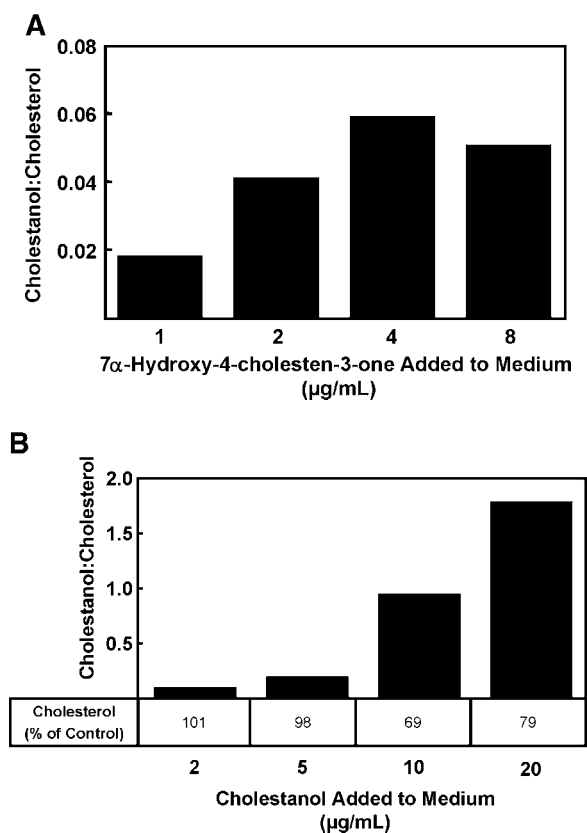 A
Cholestanol:Cholesterol
0.08
0.06
0.04
0.02
1 2 4 8
7α-Hydroxy-4-cholesten-3-one Added to Medium
(µg/mL)
B
Cholestanol:Cholesterol
2.0
1.5
1.0
0.5
Cholesterol
(% of Control)
101 98 69 79
2 5 10 20
Cholestanol Added to Medium
(µg/mL)